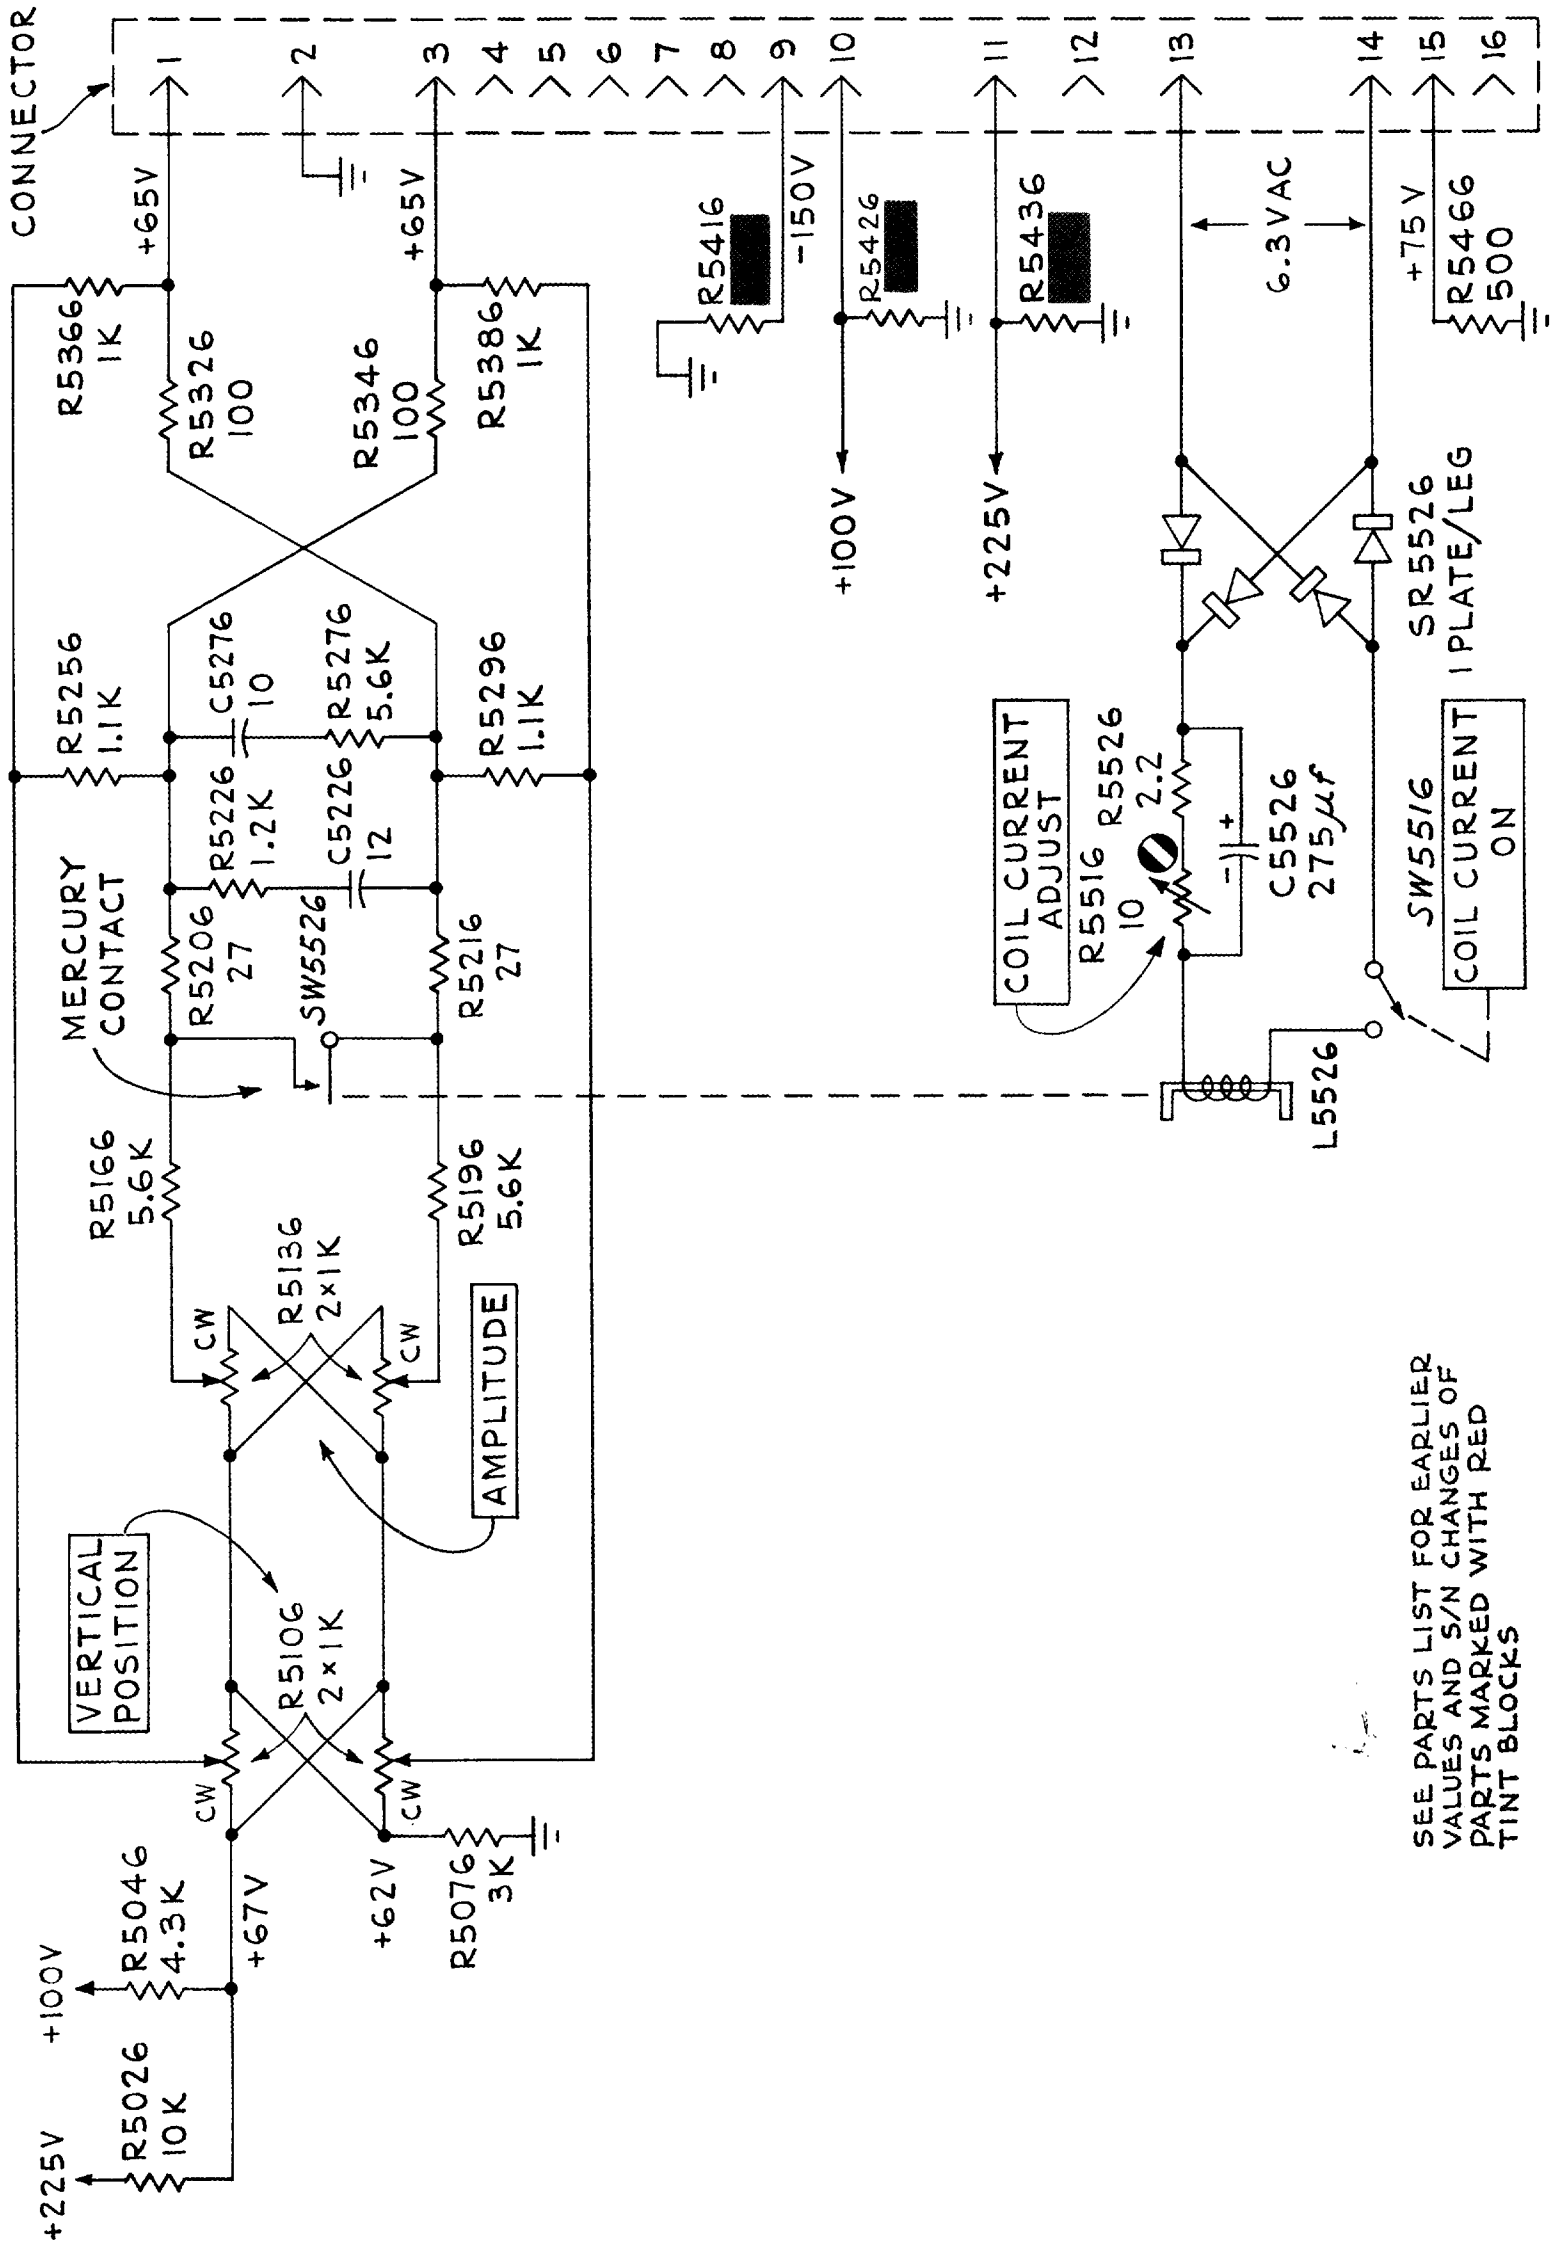 CONNECTOR
1
2
3
4
5
6
7
8
9
10
11
12
13
14
15
16
+65V
+65V
-150V
6.3VAC
+75V
R5366
1K
R5326
100
R5346
100
R5386
1K
R5416
R5426
R5436
R5466
500
+100V
+225V
R5256
1.1K
C5276
10
R5276
5.6K
R5296
1.1K
R5226
1.2K
C5226
12
MERCURY
CONTACT
R5206
27
SW5526
R5216
27
SR5526
1 PLATE/LEG
COIL CURRENT
ADJUST
R5526
2.2
R5516
10
- +
C5526
275µf
SW5516
COIL CURRENT
ON
L5526
R5166
5.6K
R5196
5.6K
CW
R5136
2×1K
CW
AMPLITUDE
VERTICAL
POSITION
R5106
2×1K
CW
CW
+67V
+62V
R5076
3K
+100V
R5046
4.3K
+225V
R5026
10K
SEE PARTS LIST FOR EARLIER
VALUES AND S/N CHANGES OF
PARTS MARKED WITH RED
TINT BLOCKS